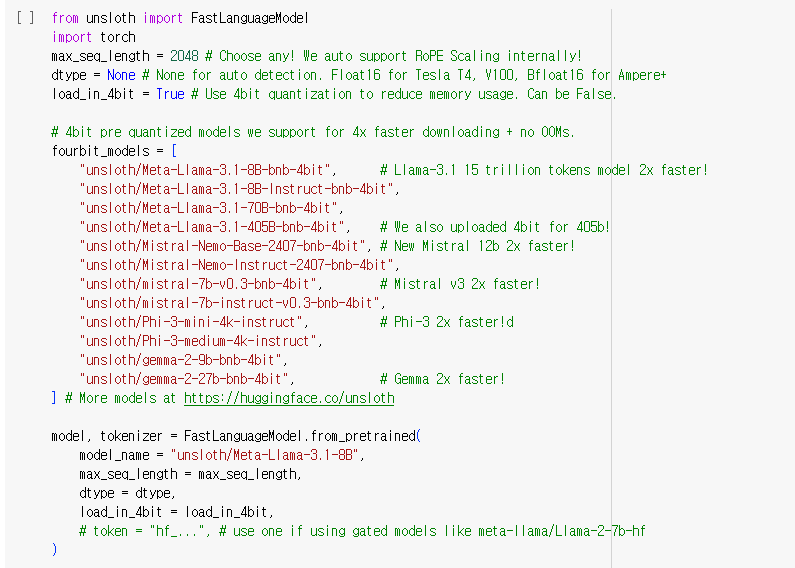 [ ] from unsloth import FastLanguageModel
import torch
max_seq_length = 2048 # Choose any! We auto support RoPE Scaling internally!
dtype = None # None for auto detection. Float16 for Tesla T4, V100, Bfloat16 for Ampere+
load_in_4bit = True # Use 4bit quantization to reduce memory usage. Can be False.

# 4bit pre quantized models we support for 4x faster downloading + no OOMs.
fourbit_models = [
    "unsloth/Meta-Llama-3.1-8B-bnb-4bit",      # Llama-3.1 15 trillion tokens model 2x faster!
    "unsloth/Meta-Llama-3.1-8B-Instruct-bnb-4bit",
    "unsloth/Meta-Llama-3.1-70B-bnb-4bit",
    "unsloth/Meta-Llama-3.1-405B-bnb-4bit",    # We also uploaded 4bit for 405b!
    "unsloth/Mistral-Nemo-Base-2407-bnb-4bit", # New Mistral 12b 2x faster!
    "unsloth/Mistral-Nemo-Instruct-2407-bnb-4bit",
    "unsloth/mistral-7b-v0.3-bnb-4bit",        # Mistral v3 2x faster!
    "unsloth/mistral-7b-instruct-v0.3-bnb-4bit",
    "unsloth/Phi-3-mini-4k-instruct",          # Phi-3 2x faster!d
    "unsloth/Phi-3-medium-4k-instruct",
    "unsloth/gemma-2-9b-bnb-4bit",
    "unsloth/gemma-2-27b-bnb-4bit",            # Gemma 2x faster!
] # More models at https://huggingface.co/unsloth

model, tokenizer = FastLanguageModel.from_pretrained(
    model_name = "unsloth/Meta-Llama-3.1-8B",
    max_seq_length = max_seq_length,
    dtype = dtype,
    load_in_4bit = load_in_4bit,
    # token = "hf_...", # use one if using gated models like meta-llama/Llama-2-7b-hf
)